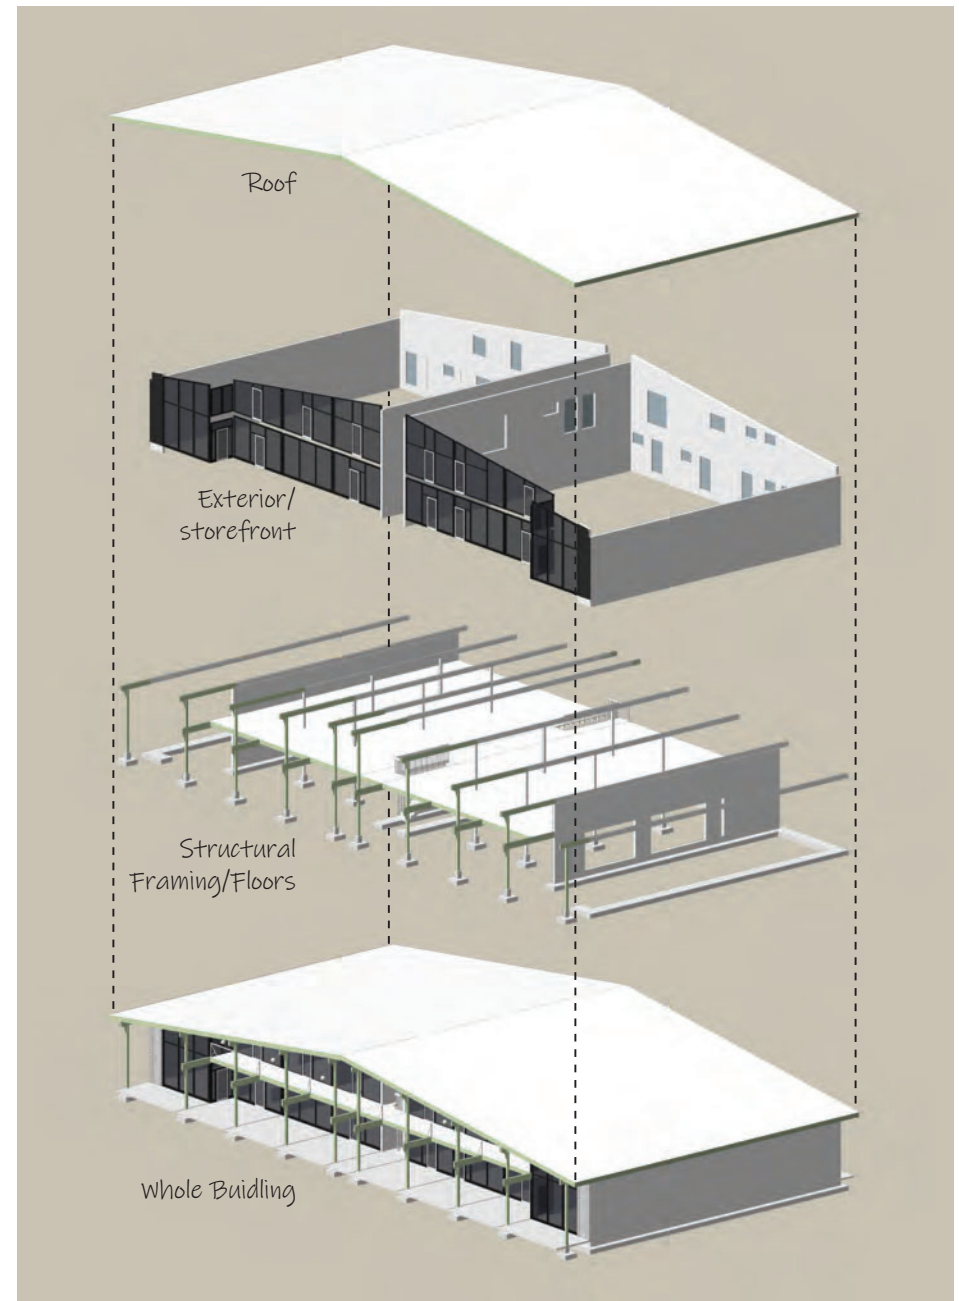 Roof
Exterior/
storefront
Structural
Framing/Floors
Whole Buidling